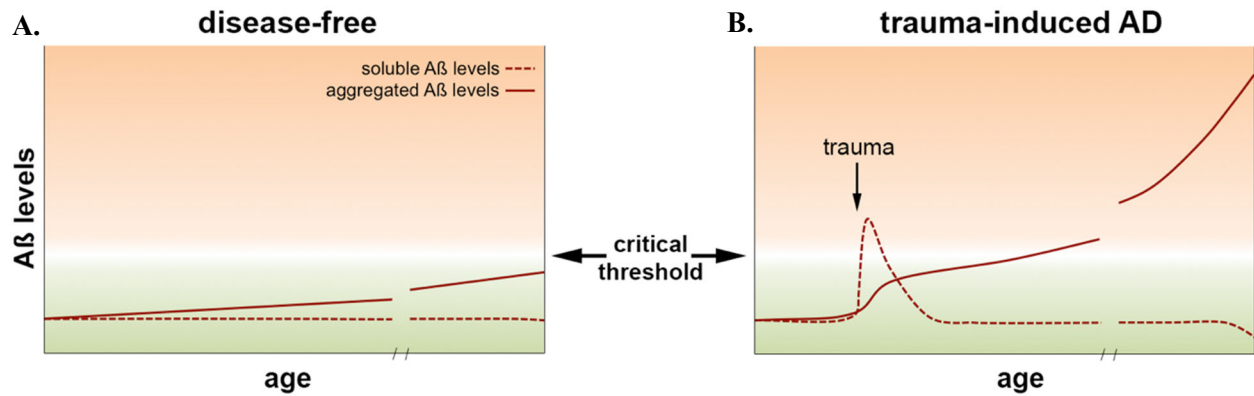 A.
disease-free
soluble Aß levels
aggregated Aß levels
Aß levels
age
critical
threshold
B.
trauma-induced AD
trauma
age